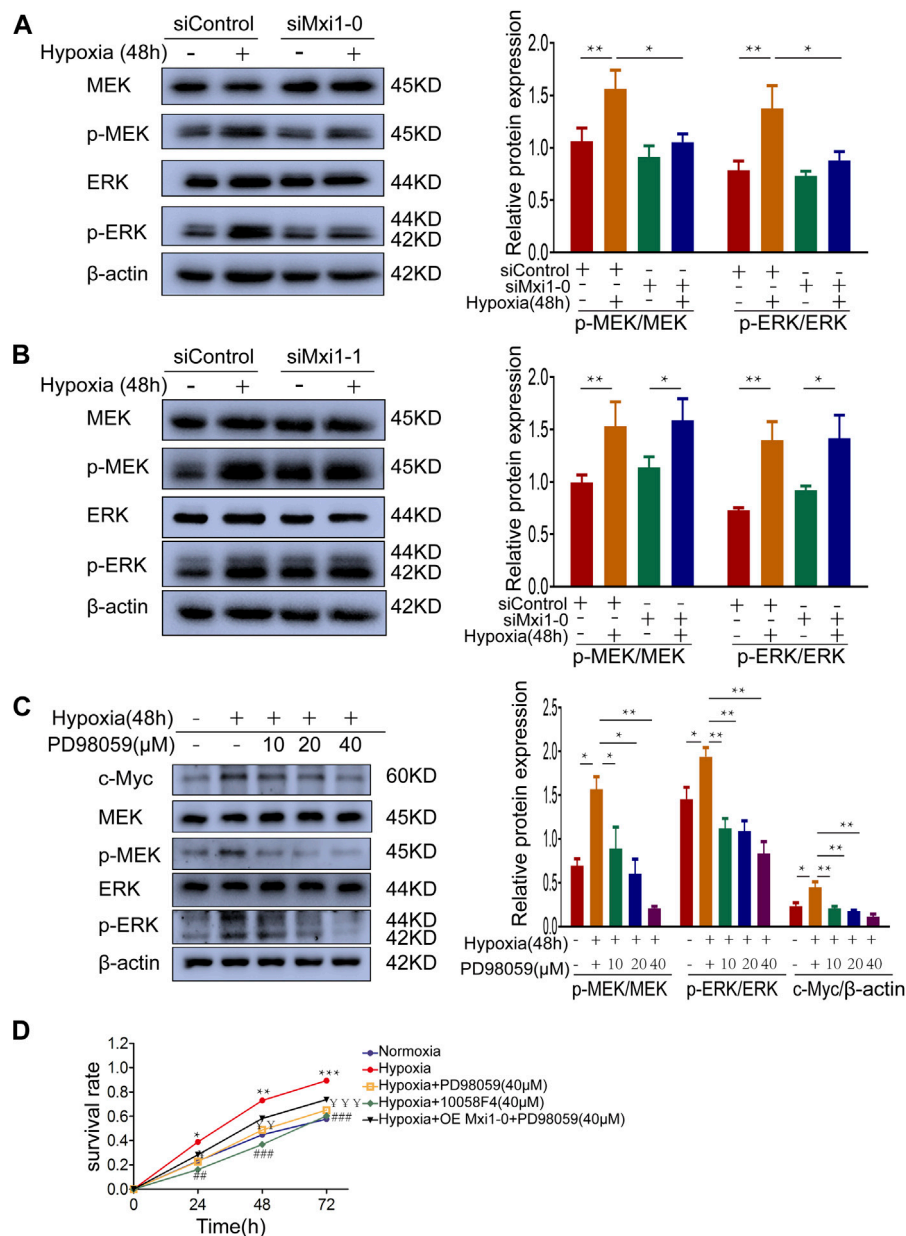 A
siControl siMxi1-0
Hypoxia (48h) - + - +
MEK 45KD
p-MEK 45KD
ERK 44KD
p-ERK 44KD
42KD
β-actin 42KD
Relative protein expression
2.0
1.5
1.0
0.5
0.0
** * ** *
siControl + + - - + + - -
siMxi1-0 - - + + - - + +
Hypoxia(48h) - + - + - + - +
p-MEK/MEK p-ERK/ERK
B
siControl siMxi1-1
Hypoxia (48h) - + - +
MEK 45KD
p-MEK 45KD
ERK 44KD
p-ERK 44KD
42KD
β-actin 42KD
Relative protein expression
2.0
1.5
1.0
0.5
0.0
** * ** *
siControl + + - - + + - -
siMxi1-0 - - + + - - + +
Hypoxia(48h) - + - + - + - +
p-MEK/MEK p-ERK/ERK
C
Hypoxia(48h) - + + + +
PD98059(μM) - - 10 20 40
c-Myc 60KD
MEK 45KD
p-MEK 45KD
ERK 44KD
p-ERK 44KD
42KD
β-actin 42KD
Relative protein expression
2.5
2.0
1.5
1.0
0.5
0.0
* * * ** * ** ** ** * ** ** **
Hypoxia(48h) - + + + + - + + + + - + + + +
PD98059(μM) - + 10 20 40 - + 10 20 40 - + 10 20 40
p-MEK/MEK p-ERK/ERK c-Myc/β-actin
D
survival rate
1.2
1.0
0.8
0.6
0.4
0.2
0.0
0 24 48 72
Time(h)
* ** ***
Y Y Y Y Y
## ### ###
Normoxia
Hypoxia
Hypoxia+PD98059(40μM)
Hypoxia+10058F4(40μM)
Hypoxia+OE Mxi1-0+PD98059(40μM)